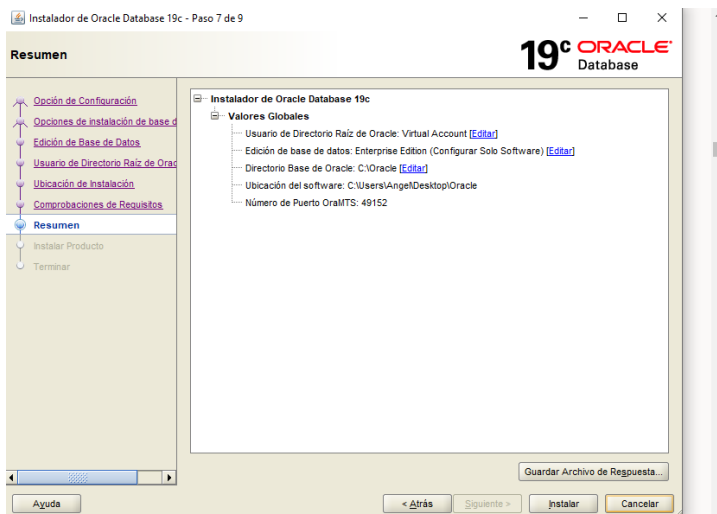 Instalador de Oracle Database 19c - Paso 7 de 9
Resumen
19c ORACLE
Database
Opción de Configuración
Opciones de instalación de base d
Edición de Base de Datos
Usuario de Directorio Raíz de Orac
Ubicación de Instalación
Comprobaciones de Requisitos
Resumen
Instalar Producto
Terminar
Instalador de Oracle Database 19c
Valores Globales
Usuario de Directorio Raíz de Oracle: Virtual Account [Editar]
Edición de base de datos: Enterprise Edition (Configurar Solo Software) [Editar]
Directorio Base de Oracle: C:\Oracle [Editar]
Ubicación del software: C:\Users\Angel\Desktop\Oracle
Número de Puerto OraMTS: 49152
Guardar Archivo de Respuesta...
Ayuda
< Atrás
Siguiente >
Instalar
Cancelar